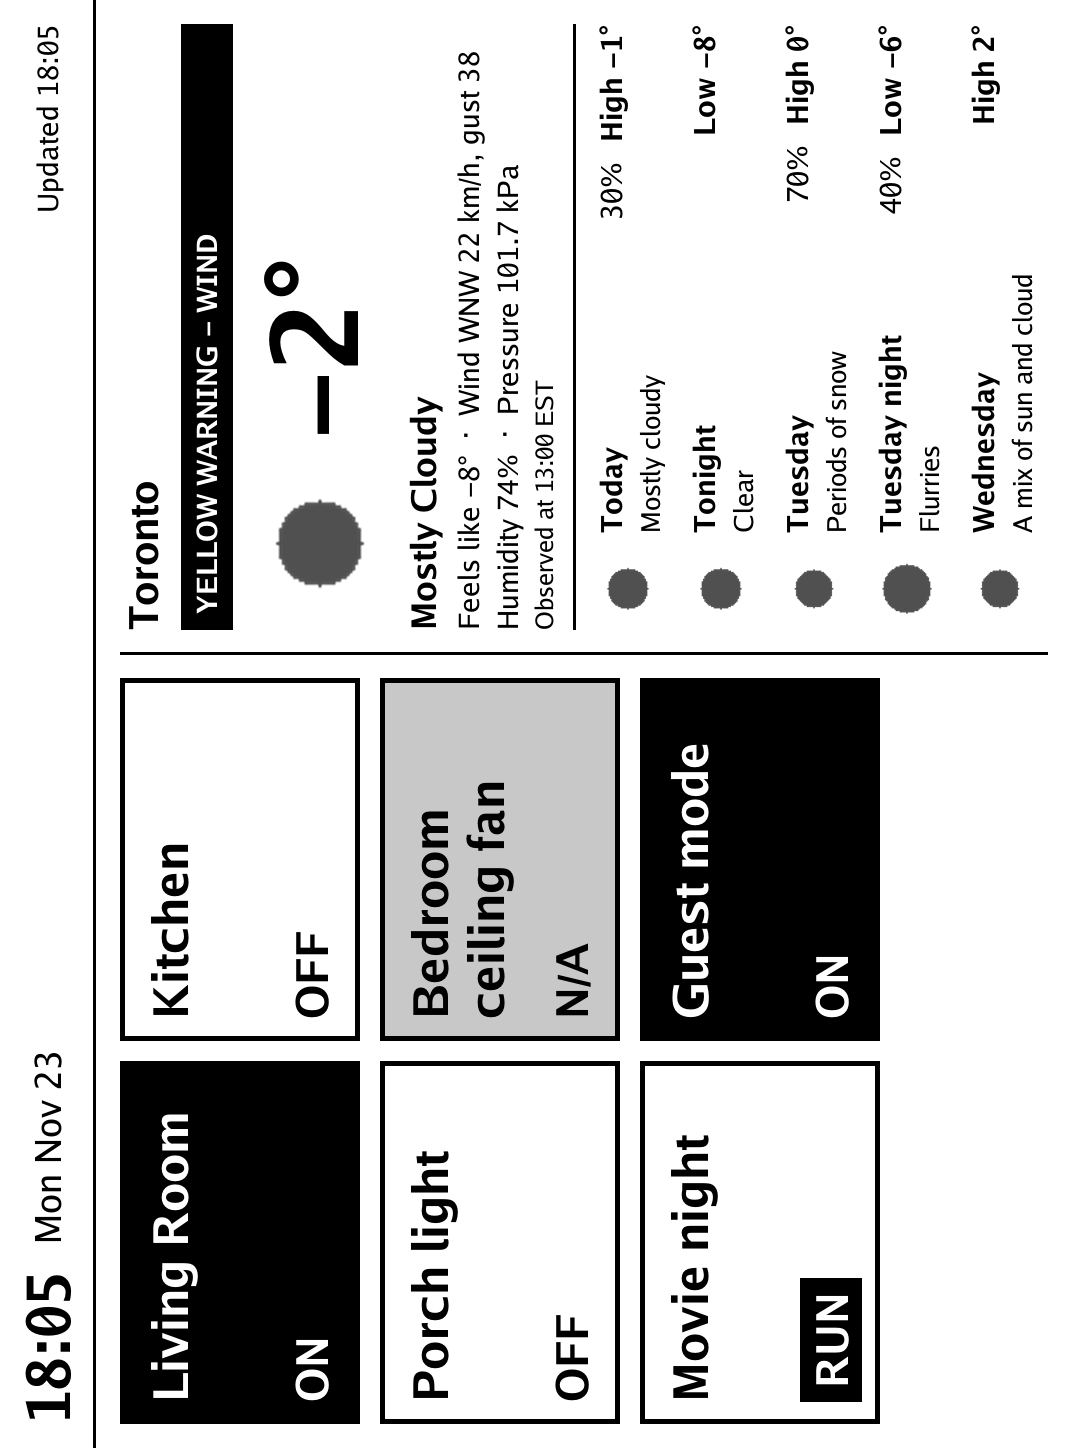 18:05 Mon Nov 23
Updated 18:05
Living Room
ON
Kitchen
OFF
Porch light
OFF
Bedroom
ceiling fan
N/A
Movie night
RUN
Guest mode
ON
Toronto
YELLOW WARNING – WIND
−2°
Mostly Cloudy
Feels like −8° · Wind WNW 22 km/h, gust 38
Humidity 74% · Pressure 101.7 kPa
Observed at 13:00 EST
Today 30% High −1°
Mostly cloudy
Tonight Low −8°
Clear
Tuesday 70% High 0°
Periods of snow
Tuesday night 40% Low −6°
Flurries
Wednesday High 2°
A mix of sun and cloud